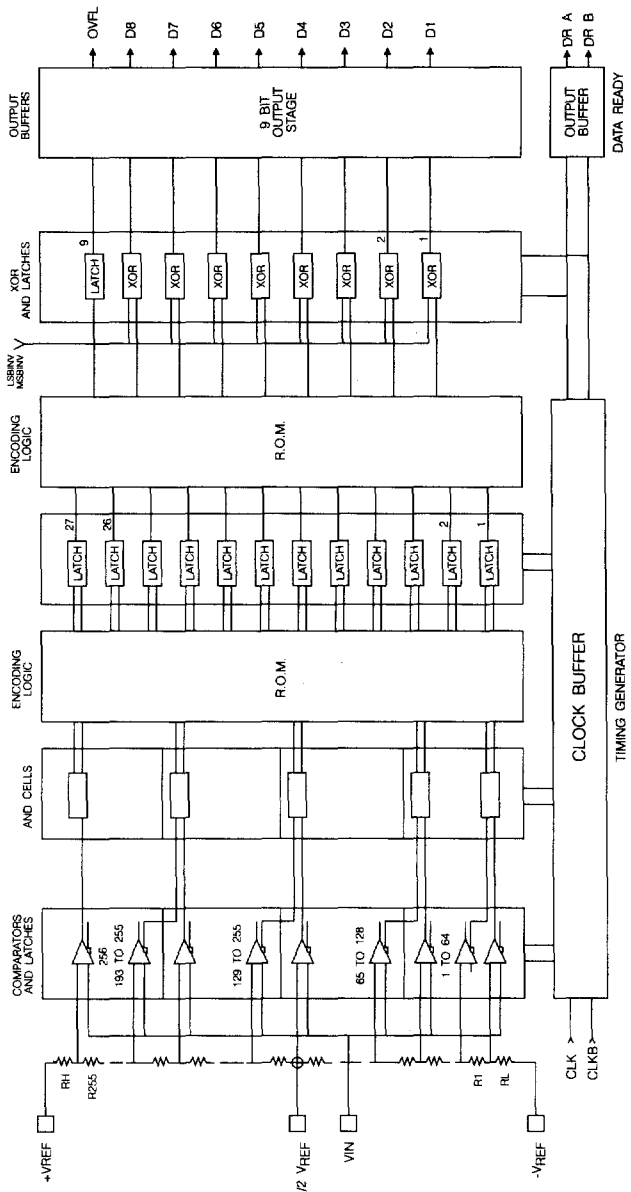 COMPARATORS
AND LATCHES
AND CELLS
ENCODING
LOGIC
ENCODING
LOGIC
XOR
AND LATCHES
OUTPUT
BUFFERS
+VREF
RH
R255
256
193 TO 255
129 TO 255
65 TO 128
1 TO 64
/2 VREF
VIN
R1
RL
-VREF
R.O.M.
LATCH
27
LATCH
26
LATCH
LATCH
LATCH
LATCH
LATCH
LATCH
LATCH
LATCH
LATCH
2
LATCH
1
R.O.M.
LSBINV
MSBINV
LATCH
9
XOR
XOR
XOR
XOR
XOR
XOR
XOR
2
XOR
1
9 BIT
OUTPUT
STAGE
OVFL
D8
D7
D6
D5
D4
D3
D2
D1
CLK
CLKB
CLOCK BUFFER
TIMING GENERATOR
OUTPUT
BUFFER
DATA READY
DR A
DR B